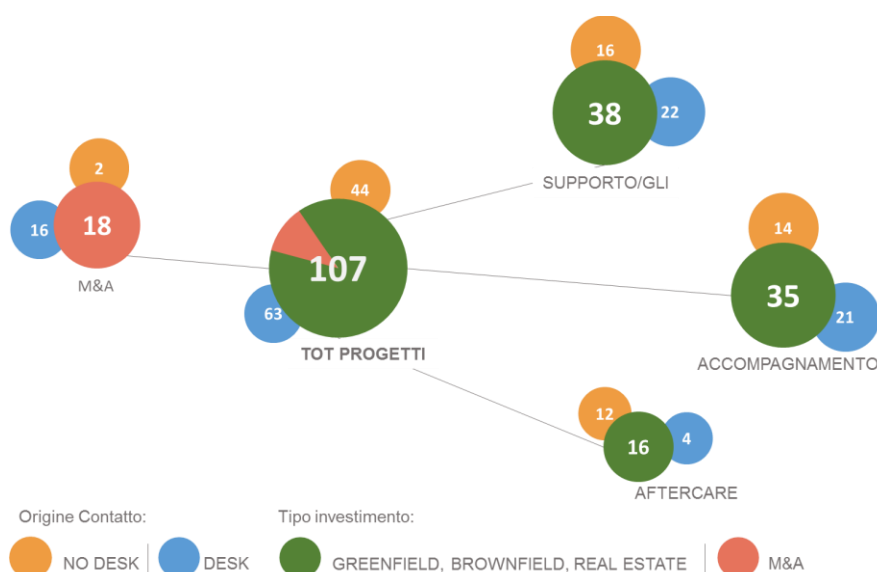 16
38
22
SUPPORTO/GLI
2
16
18
M&A
44
107
63
TOT PROGETTI
14
35
21
ACCOMPAGNAMENTO
12
16
4
AFTERCARE
Origine Contatto:
Tipo investimento:
NO DESK
DESK
GREENFIELD, BROWNFIELD, REAL ESTATE
M&A